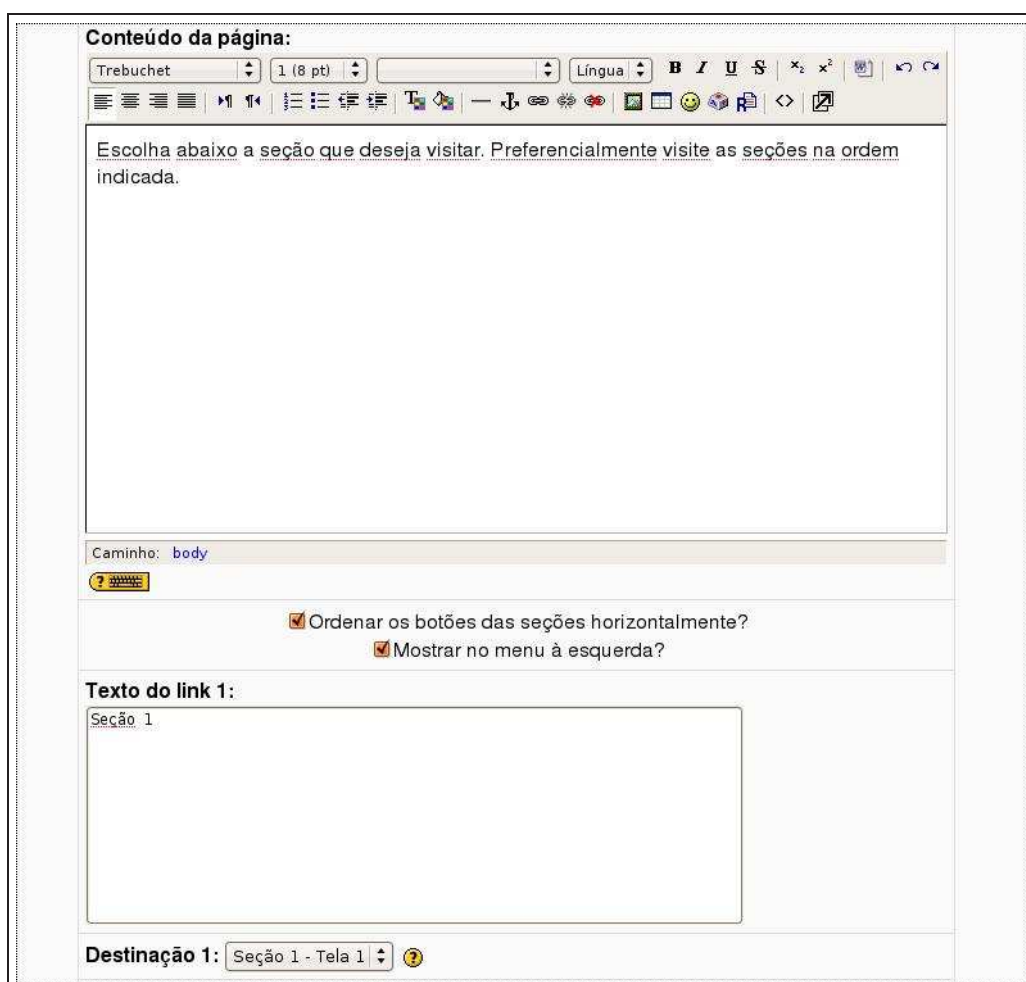 Conteúdo da página:
Trebuchet 1 (8 pt) Língua B I U S x₂ x²
Escolha abaixo a seção que deseja visitar. Preferencialmente visite as seções na ordem
indicada.
Caminho: body
?
Ordenar os botões das seções horizontalmente?
Mostrar no menu à esquerda?
Texto do link 1:
Seção 1
Destinação 1: Seção 1 - Tela 1 ?